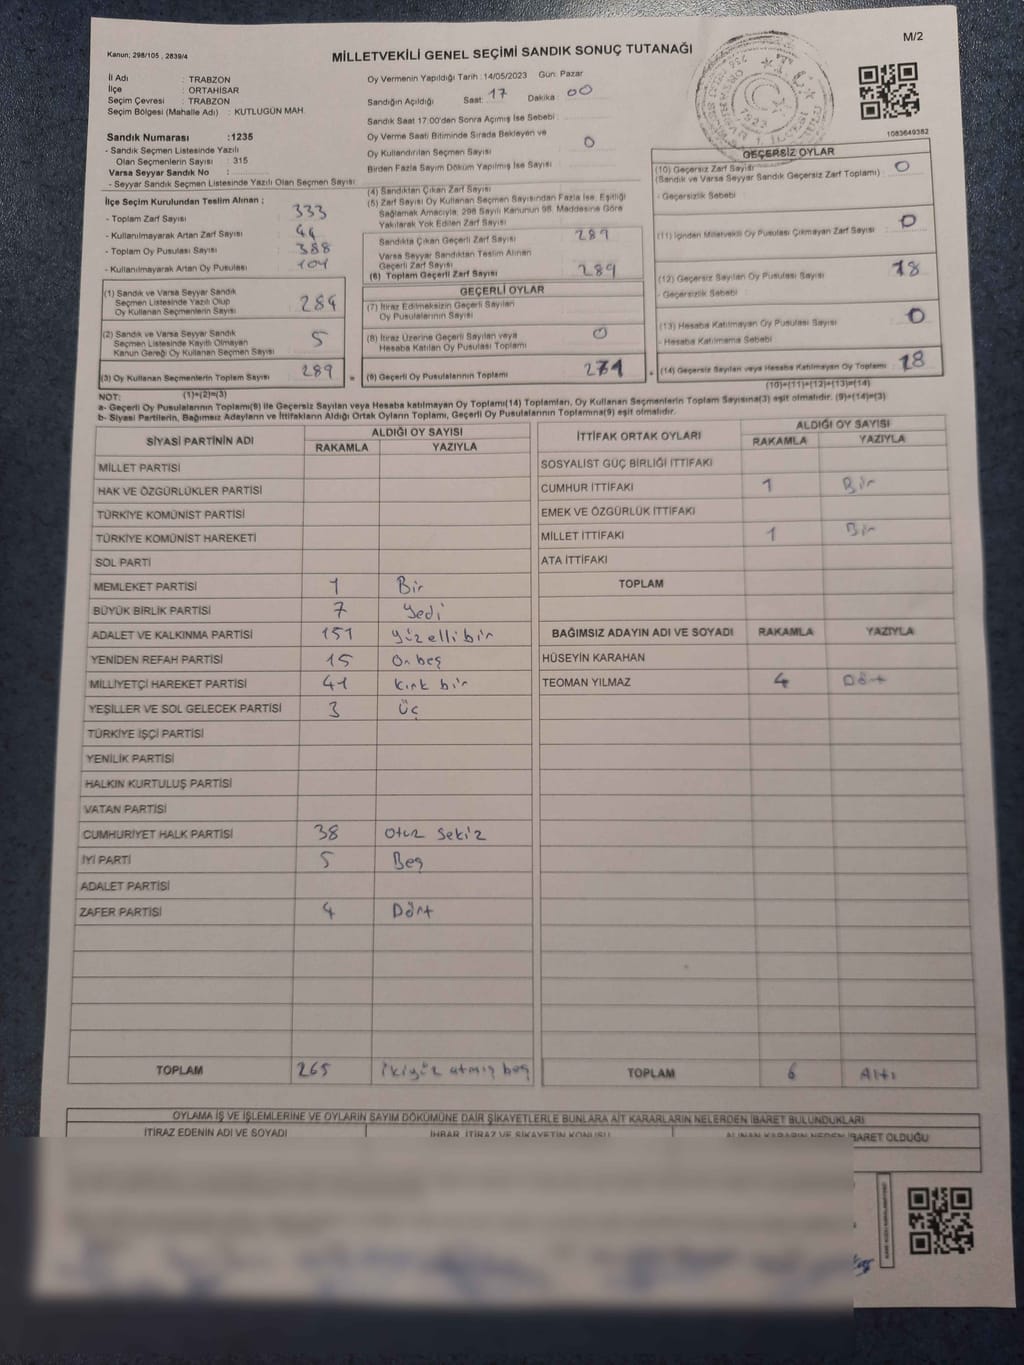 Kanun; 298/105 , 2839/4
MİLLETVEKİLİ GENEL SEÇİMİ SANDIK SONUÇ TUTANAĞI
M/2
İl Adı : TRABZON
İlçe : ORTAHİSAR
Seçim Çevresi : TRABZON
Seçim Bölgesi (Mahalle Adı) : KUTLUGÜN MAH.
Sandık Numarası : 1235
- Sandık Seçmen Listesinde Yazılı
Olan Seçmenlerin Sayısı : 315
Varsa Seyyar Sandık No :
- Seyyar Sandık Seçmen Listesinde Yazılı Olan Seçmen Sayısı
Oy Vermenin Yapıldığı Tarih : 14/05/2023 Gün: Pazar
Sandığın Açıldığı Saat: 17 Dakika 00
Sandık Saat 17:00'den Sonra Açılmış İse Sebebi
Oy Verme Saati Bitiminde Sırada Bekleyen ve
Oy Kullandırılan Seçmen Sayısı 0
Birden Fazla Sayım Döküm Yapılmış İse Sayısı
1083649382
İlçe Seçim Kurulundan Teslim Alınan ;
- Toplam Zarf Sayısı 333
- Kullanılmayarak Artan Zarf Sayısı 44
- Toplam Oy Pusulası Sayısı 388
- Kullanılmayarak Artan Oy Pusulası 104
(4) Sandıktan Çıkan Zarf Sayısı
(5) Zarf Sayısı Oy Kullanan Seçmen Sayısından Fazla İse, Eşitliği
Sağlamak Amacıyla; 298 Sayılı Kanunun 98. Maddesine Göre
Yakılarak Yok Edilen Zarf Sayısı
Sandıkta Çıkan Geçerli Zarf Sayısı 289
Varsa Seyyar Sandıktan Teslim Alınan
Geçerli Zarf Sayısı
(6) Toplam Geçerli Zarf Sayısı 289
GEÇERSİZ OYLAR
(10) Geçersiz Zarf Sayısı
(Sandık ve Varsa Seyyar Sandık Geçersiz Zarf Toplamı) : 0
- Geçersizlik Sebebi
(11) İçinden Milletvekili Oy Pusulası Çıkmayan Zarf Sayısı 0
(12) Geçersiz Sayılan Oy Pusulası Sayısı 18
- Geçersizlik Sebebi :
(13) Hesaba Katılmayan Oy Pusulası Sayısı 0
- Hesaba Katılmama Sebebi
(14) Geçersiz Sayılan veya Hesaba Katılmayan Oy Toplamı : 18
(10)+(11)+(12)+(13)=(14)
(1) Sandık ve Varsa Seyyar Sandık
Seçmen Listesinde Yazılı Olup
Oy Kullanan Seçmenlerin Sayısı 284
(2) Sandık ve Varsa Seyyar Sandık
Seçmen Listesinde Kayıtlı Olmayan
Kanun Gereği Oy Kullanan Seçmen Sayısı 5
(3) Oy Kullanan Seçmenlerin Toplam Sayısı 289
(1)+(2)=(3)
GEÇERLİ OYLAR
(7) İtiraz Edilmeksizin Geçerli Sayılan
Oy Pusulalarının Sayısı
(8) İtiraz Üzerine Geçerli Sayılan veya
Hesaba Katılan Oy Pusulası Toplamı 0
(9) Geçerli Oy Pusulalarının Toplamı 271
NOT:
a- Geçerli Oy Pusulalarının Toplamı(9) ile Geçersiz Sayılan veya Hesaba katılmayan Oy Toplamı(14) Toplamları, Oy Kullanan Seçmenlerin Toplam Sayısına(3) eşit olmalıdır. (9)+(14)=(3)
b- Siyasi Partilerin, Bağımsız Adayların ve İttifakların Aldığı Ortak Oyların Toplamı, Geçerli Oy Pusulalarının Toplamına(9) eşit olmalıdır.
SİYASİ PARTİNİN ADI ALDIĞI OY SAYISI
RAKAMLA YAZIYLA
MİLLET PARTİSİ
HAK VE ÖZGÜRLÜKLER PARTİSİ
TÜRKİYE KOMÜNİST PARTİSİ
TÜRKİYE KOMÜNİST HAREKETİ
SOL PARTİ
MEMLEKET PARTİSİ 1 Bir
BÜYÜK BİRLİK PARTİSİ 7 Yedi
ADALET VE KALKINMA PARTİSİ 151 Yüzellibir
YENİDEN REFAH PARTİSİ 15 Onbeş
MİLLİYETÇİ HAREKET PARTİSİ 41 Kırk bir
YEŞİLLER VE SOL GELECEK PARTİSİ 3 Üç
TÜRKİYE İŞÇİ PARTİSİ
YENİLİK PARTİSİ
HALKIN KURTULUŞ PARTİSİ
VATAN PARTİSİ
CUMHURİYET HALK PARTİSİ 38 Otuz Sekiz
İYİ PARTİ 5 Beş
ADALET PARTİSİ
ZAFER PARTİSİ 4 Dört
TOPLAM 265 İkiyüz atmış beş
İTTİFAK ORTAK OYLARI ALDIĞI OY SAYISI
RAKAMLA YAZIYLA
SOSYALİST GÜÇ BİRLİĞİ İTTİFAKI
CUMHUR İTTİFAKI 1 Bir
EMEK VE ÖZGÜRLÜK İTTİFAKI
MİLLET İTTİFAKI 1 Bir
ATA İTTİFAKI
TOPLAM
BAĞIMSIZ ADAYIN ADI VE SOYADI RAKAMLA YAZIYLA
HÜSEYİN KARAHAN
TEOMAN YILMAZ 4 Dört
TOPLAM 6 Altı
OYLAMA İŞ VE İŞLEMLERİNE VE OYLARIN SAYIM DÖKÜMÜNE DAİR ŞİKAYETLERLE BUNLARA AİT KARARLARIN NELERDEN İBARET BULUNDUKLARI
İTİRAZ EDENİN ADI VE SOYADI İHBAR, İTİRAZ VE ŞİKAYETİN KONUSU ALINAN KARARIN NEDEN İBARET OLDUĞU